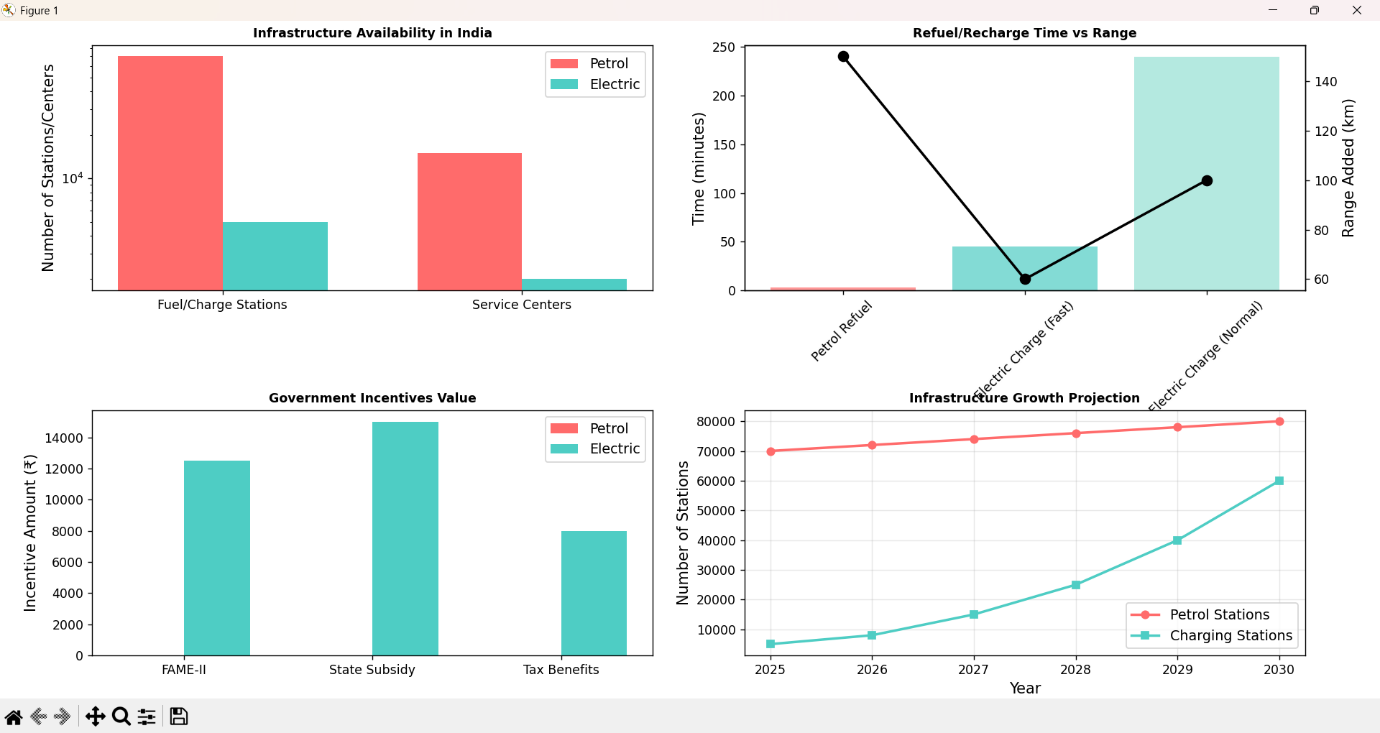 Figure 1
Infrastructure Availability in India
Number of Stations/Centers
10⁴
Petrol
Electric
Fuel/Charge Stations
Service Centers
Refuel/Recharge Time vs Range
Time (minutes)
250
200
150
100
50
0
Range Added (km)
140
120
100
80
60
Petrol Refuel
Electric Charge (Fast)
Electric Charge (Normal)
Government Incentives Value
Incentive Amount (₹)
14000
12000
10000
8000
6000
4000
2000
0
Petrol
Electric
FAME-II
State Subsidy
Tax Benefits
Infrastructure Growth Projection
Number of Stations
80000
70000
60000
50000
40000
30000
20000
10000
Petrol Stations
Charging Stations
2025
2026
2027
2028
2029
2030
Year